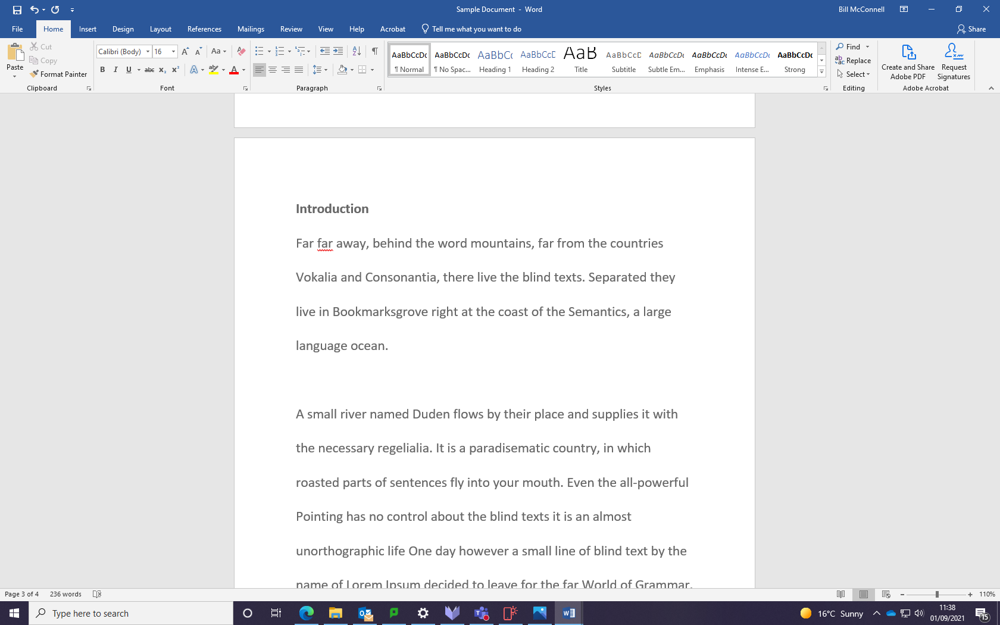 Sample Document - Word
Bill McConnell
File Home Insert Design Layout References Mailings Review View Help Acrobat Tell me what you want to do Share
Paste
Cut
Copy
Format Painter
Clipboard
Calibri (Body) 16 A A Aa
B I U abc x₂ x² A ab A
Font
Paragraph
AaBbCcDc AaBbCcDc AaBbCc AaBbCcD AaB AaBbCcD AaBbCcDc AaBbCcDc AaBbCcDc AaBbCcDc
¶ Normal ¶ No Spac... Heading 1 Heading 2 Title Subtitle Subtle Em... Emphasis Intense E... Strong
Styles
Find
Replace
Select
Editing
Create and Share Adobe PDF
Request Signatures
Adobe Acrobat
Introduction
Far far away, behind the word mountains, far from the countries
Vokalia and Consonantia, there live the blind texts. Separated they
live in Bookmarksgrove right at the coast of the Semantics, a large
language ocean.
A small river named Duden flows by their place and supplies it with
the necessary regelialia. It is a paradisematic country, in which
roasted parts of sentences fly into your mouth. Even the all-powerful
Pointing has no control about the blind texts it is an almost
unorthographic life One day however a small line of blind text by the
name of Lorem Ipsum decided to leave for the far World of Grammar.
Page 3 of 4 236 words
110%
Type here to search
16°C Sunny
11:38
01/09/2021
15